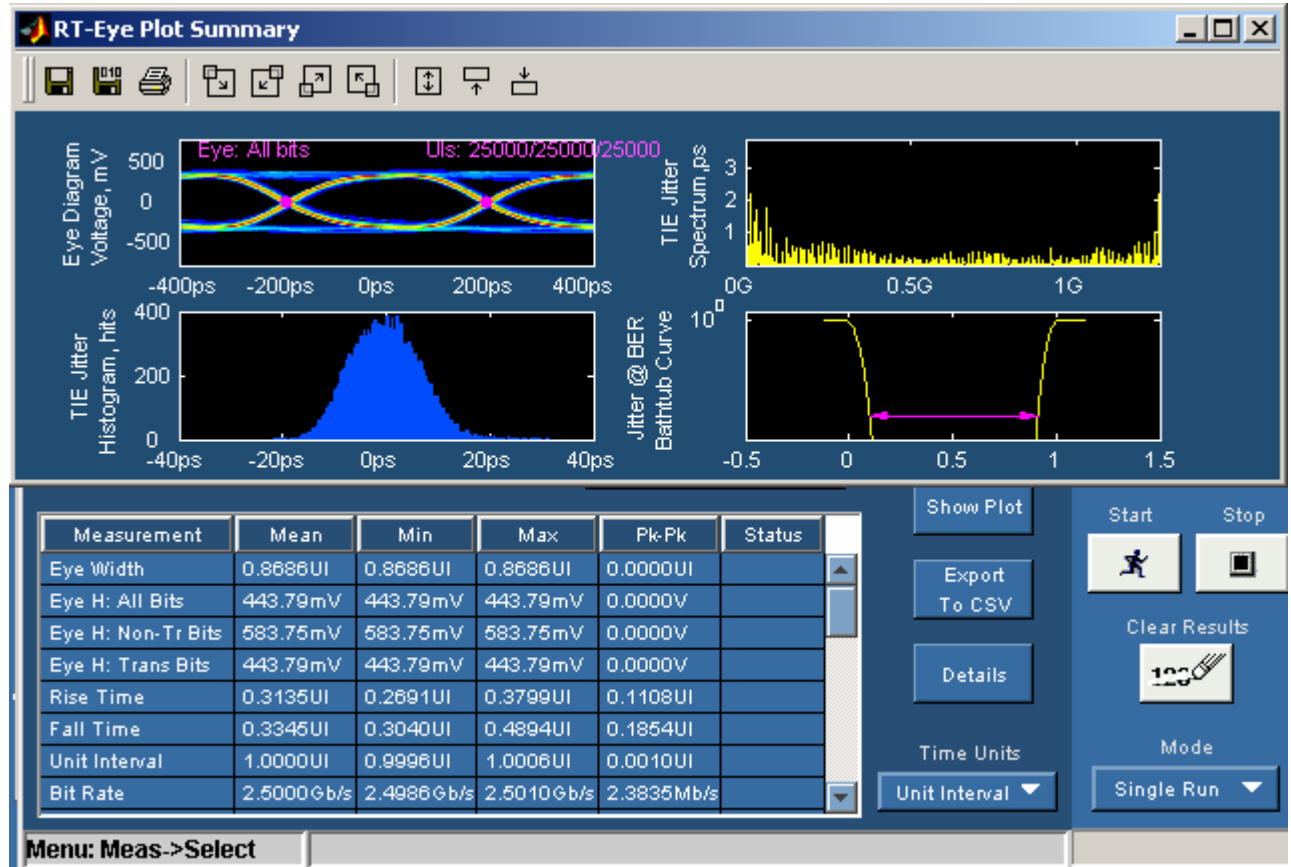 RT-Eye Plot Summary
Eye Diagram
Voltage, mV
500
0
-500
Eye: All bits
UIs: 25000/25000/25000
-400ps -200ps 0ps 200ps 400ps
TIE Jitter
Spectrum,ps
3
2
1
0G 0.5G 1G
TIE Jitter
Histogram, hits
400
200
0
-40ps -20ps 0ps 20ps 40ps
Jitter @ BER
Bathtub Curve
10
-0.5 0 0.5 1 1.5
Measurement Mean Min Max Pk-Pk Status
Eye Width 0.8686UI 0.8686UI 0.8686UI 0.0000UI
Eye H: All Bits 443.79mV 443.79mV 443.79mV 0.0000V
Eye H: Non-Tr Bits 583.75mV 583.75mV 583.75mV 0.0000V
Eye H: Trans Bits 443.79mV 443.79mV 443.79mV 0.0000V
Rise Time 0.3135UI 0.2691UI 0.3799UI 0.1108UI
Fall Time 0.3345UI 0.3040UI 0.4894UI 0.1854UI
Unit Interval 1.0000UI 0.9996UI 1.0006UI 0.0010UI
Bit Rate 2.5000Gb/s 2.4986Gb/s 2.5010Gb/s 2.3835Mb/s
Show Plot
Export
To CSV
Details
Time Units
Unit Interval
Start Stop
Clear Results
123
Mode
Single Run
Menu: Meas->Select